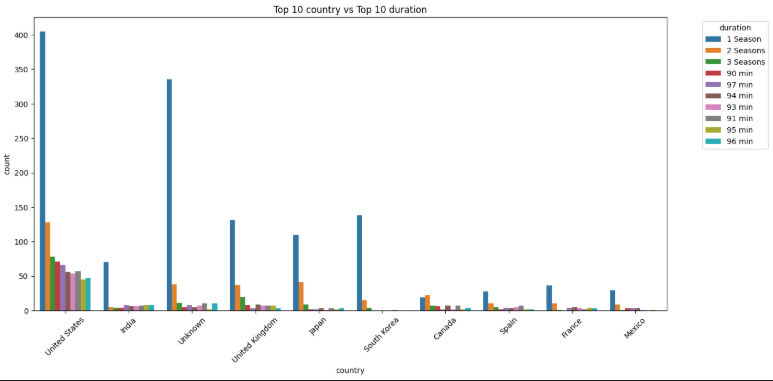 Top 10 country vs Top 10 duration
duration
1 Season
2 Seasons
3 Seasons
90 min
97 min
94 min
93 min
91 min
95 min
96 min
count
400
350
300
250
200
150
100
50
0
United States
India
Unknown
United Kingdom
Japan
South Korea
Canada
Spain
France
Mexico
country